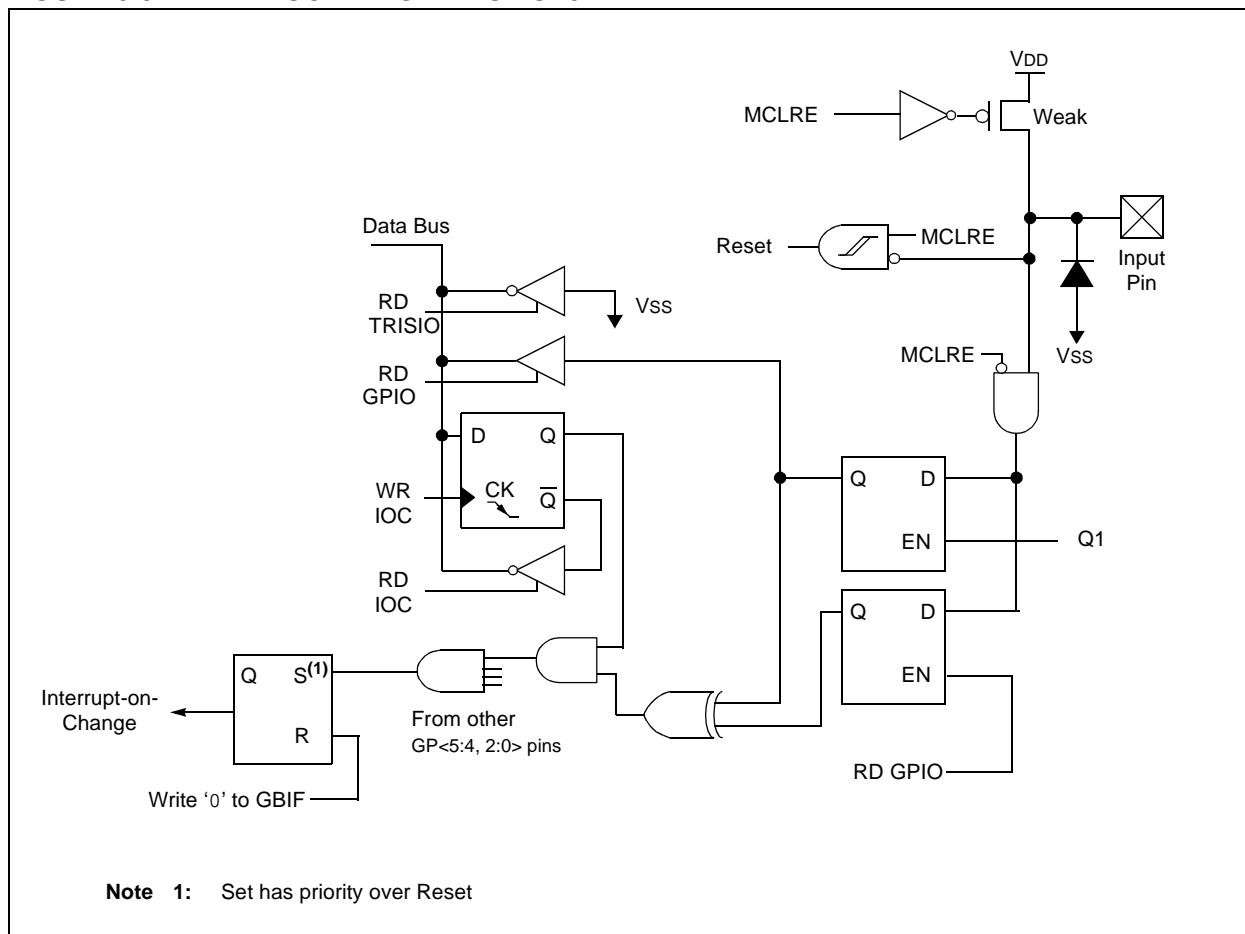 VDD
MCLRE
Weak
Data Bus
Reset
MCLRE
Input
Pin
RD
TRISIO
VSS
MCLRE
VSS
RD
GPIO
D
Q
Q
D
WR
IOC
CK
Q
EN
Q1
RD
IOC
Q
D
Q
S(1)
EN
Interrupt-on-
Change
From other
GP<5:4, 2:0> pins
R
RD GPIO
Write ‘0’ to GBIF
Note 1: Set has priority over Reset